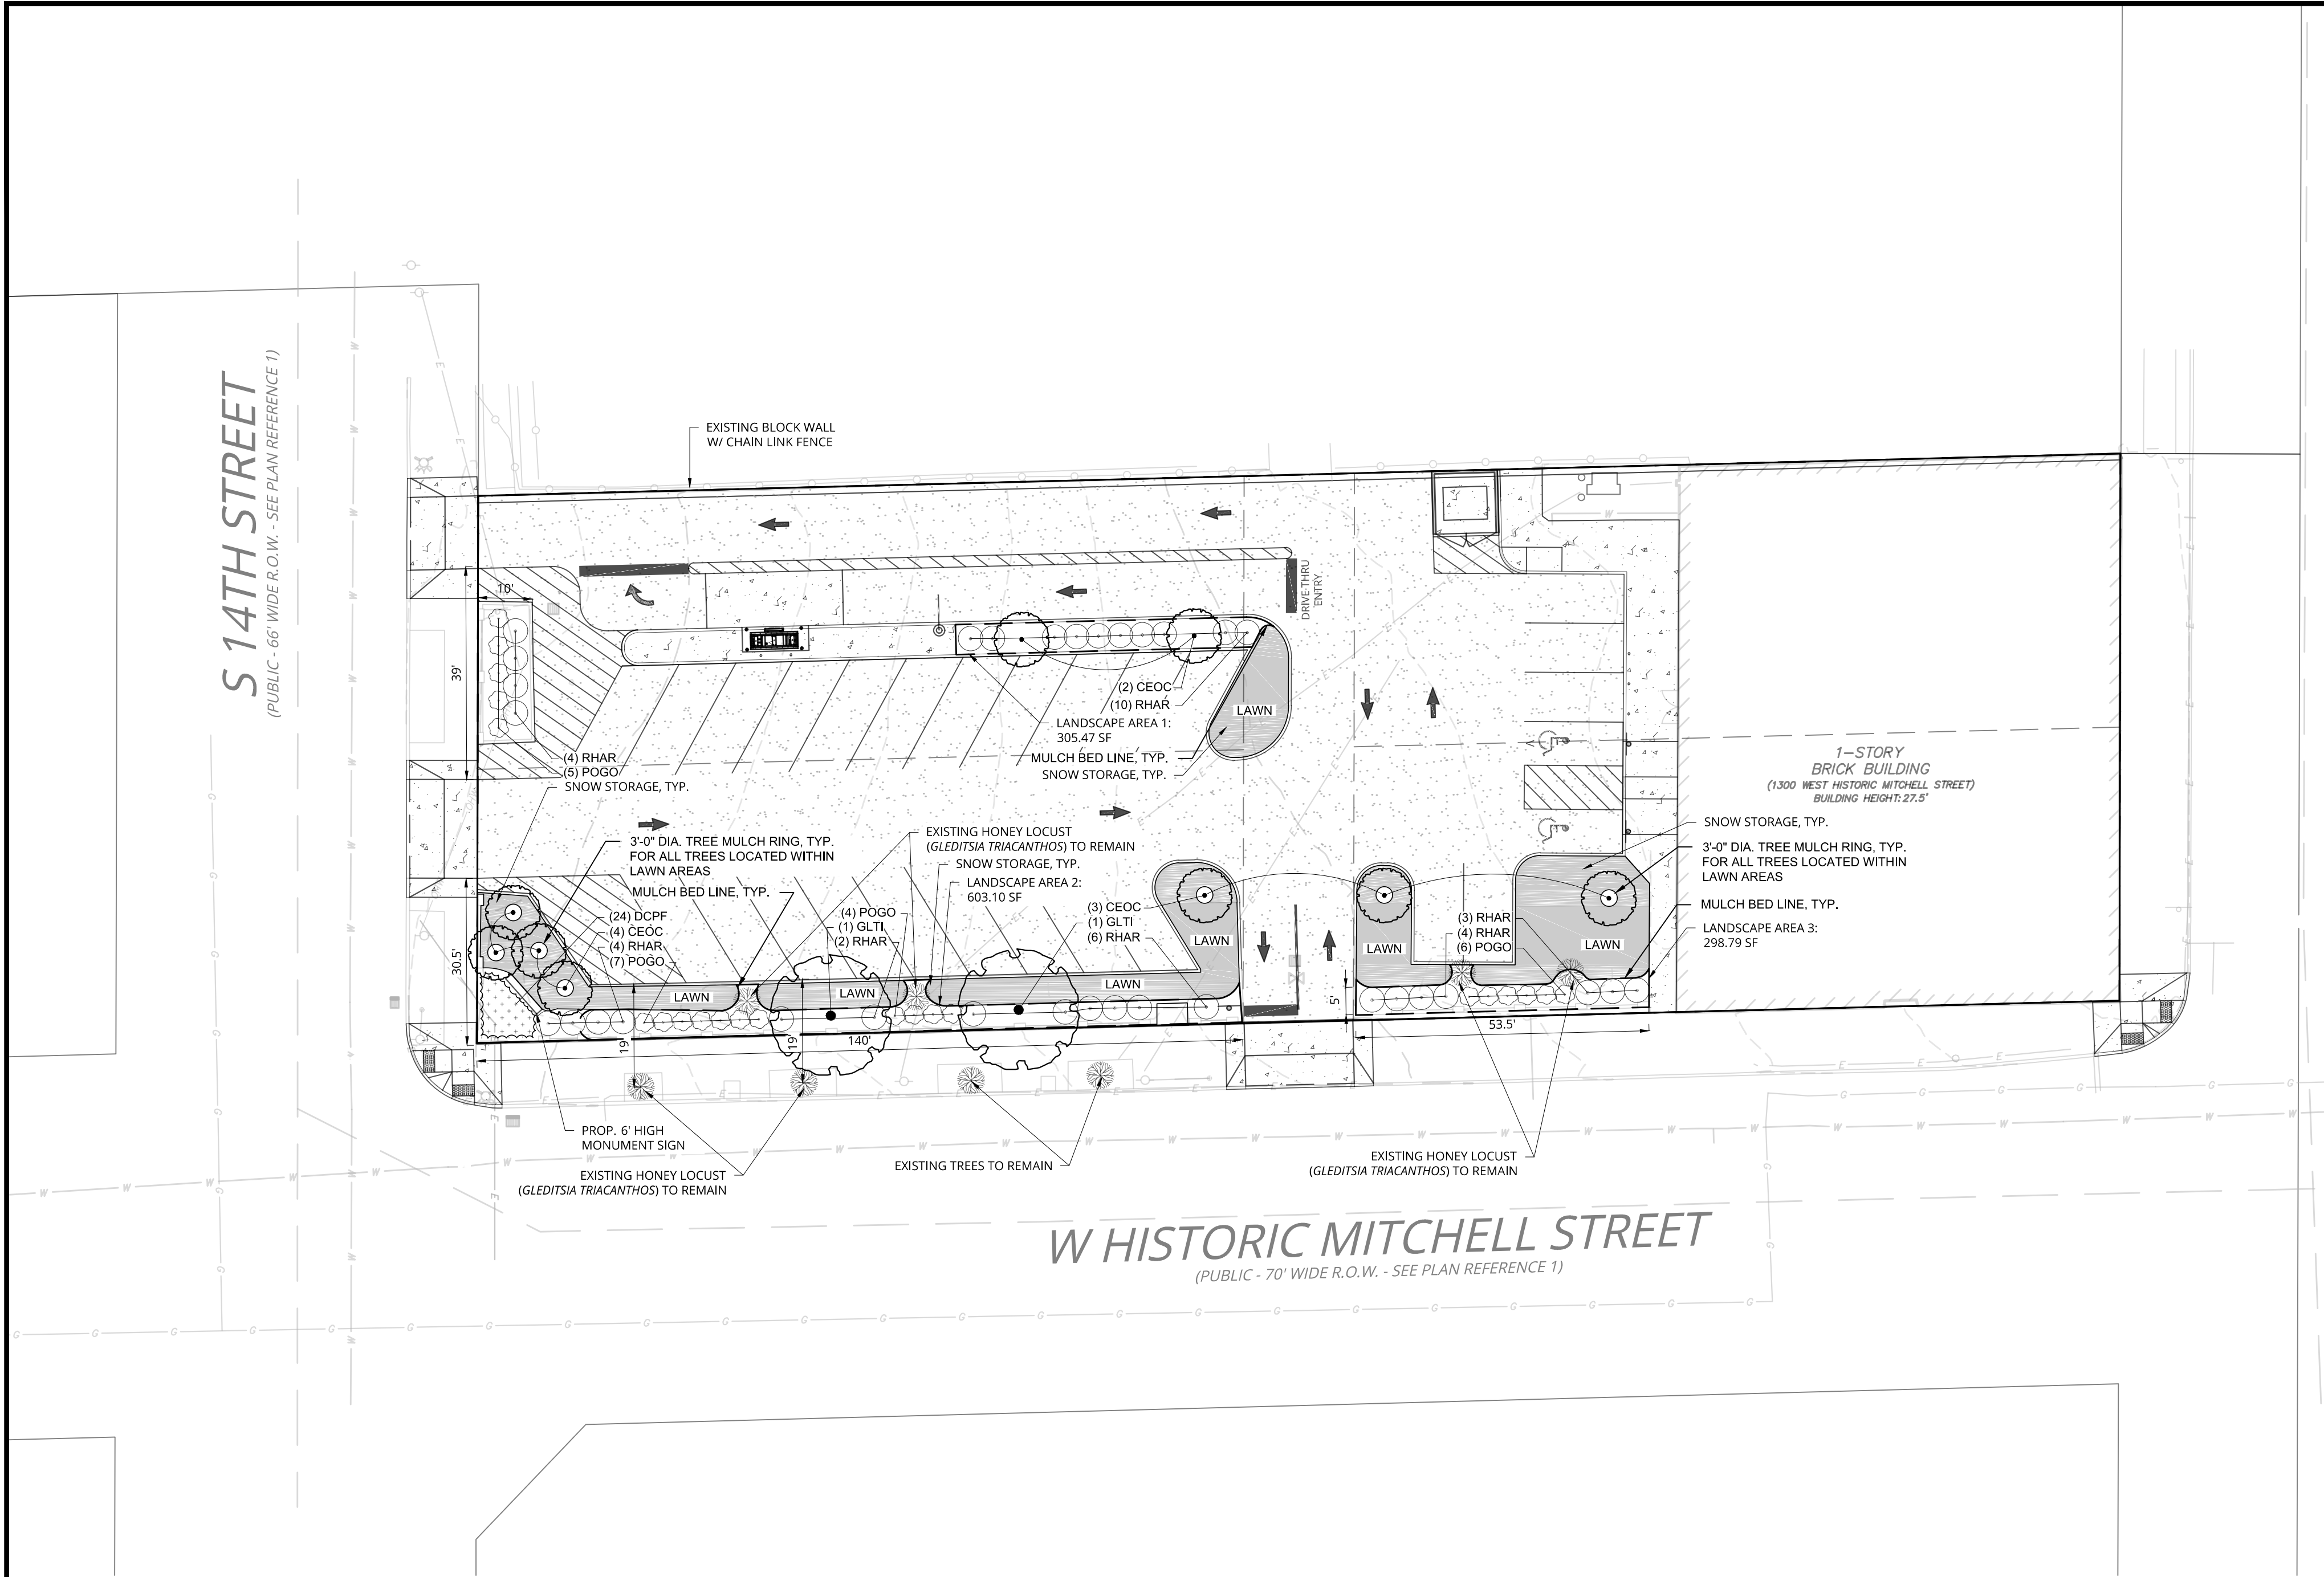 S 14TH STREET
(PUBLIC - 66' WIDE R.O.W. - SEE PLAN REFERENCE 1)
EXISTING BLOCK WALL
W/ CHAIN LINK FENCE
DRIVE-THRU
ENTRY
10'
39'
(2) CEOC
(10) RHAR
LANDSCAPE AREA 1:
305.47 SF
MULCH BED LINE, TYP.
SNOW STORAGE, TYP.
LAWN
(4) RHAR
(5) POGO
SNOW STORAGE, TYP.
1-STORY
BRICK BUILDING
(1300 WEST HISTORIC MITCHELL STREET)
BUILDING HEIGHT: 27.5'
3'-0" DIA. TREE MULCH RING, TYP.
FOR ALL TREES LOCATED WITHIN
LAWN AREAS
MULCH BED LINE, TYP.
EXISTING HONEY LOCUST
(GLEDITSIA TRIACANTHOS) TO REMAIN
SNOW STORAGE, TYP.
LANDSCAPE AREA 2:
603.10 SF
SNOW STORAGE, TYP.
3'-0" DIA. TREE MULCH RING, TYP.
FOR ALL TREES LOCATED WITHIN
LAWN AREAS
MULCH BED LINE, TYP.
LANDSCAPE AREA 3:
298.79 SF
(24) DCPF
(4) CEOC
(4) RHAR
(7) POGO
(4) POGO
(1) GLTI
(2) RHAR
(3) CEOC
(1) GLTI
(6) RHAR
(3) RHAR
(4) RHAR
(6) POGO
30.5'
LAWN
LAWN
LAWN
LAWN
LAWN
LAWN
5'
19'
19'
140'
53.5'
PROP. 6' HIGH
MONUMENT SIGN
EXISTING HONEY LOCUST
(GLEDITSIA TRIACANTHOS) TO REMAIN
EXISTING TREES TO REMAIN
EXISTING HONEY LOCUST
(GLEDITSIA TRIACANTHOS) TO REMAIN
W HISTORIC MITCHELL STREET
(PUBLIC - 70' WIDE R.O.W. - SEE PLAN REFERENCE 1)